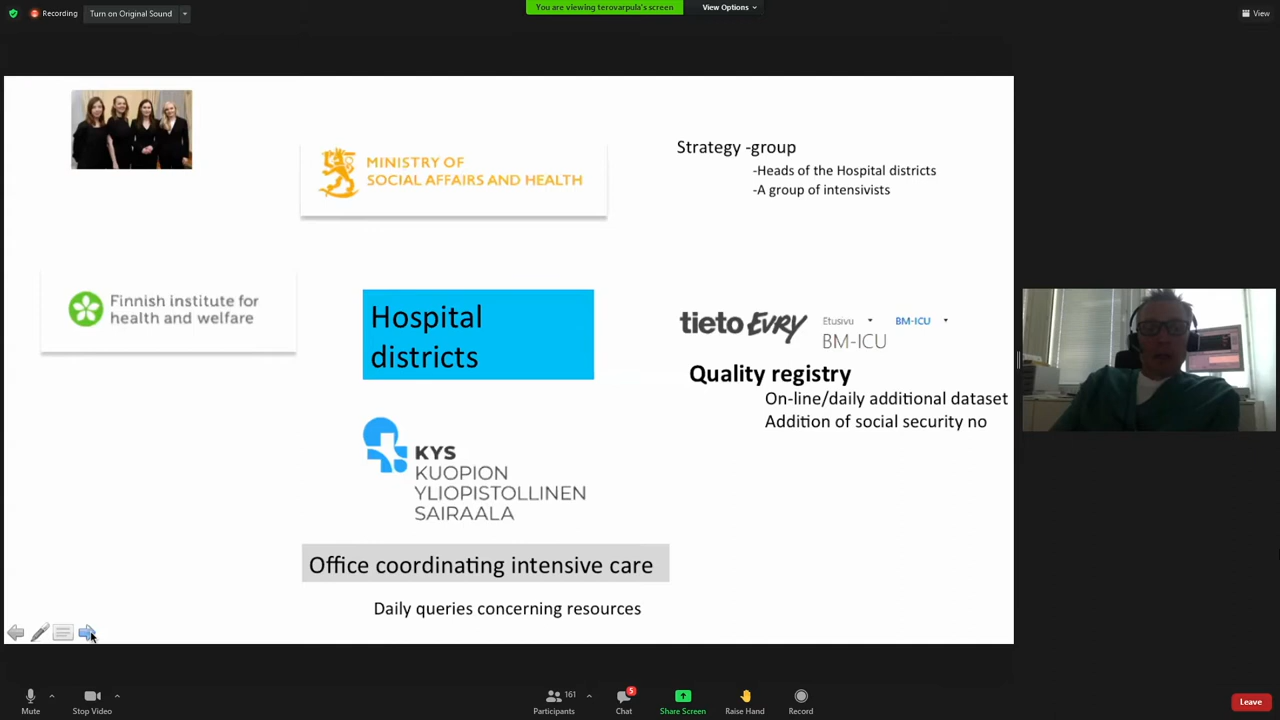 Recording
Turn on Original Sound
You are viewing terovarpula's screen
View Options
View
MINISTRY OF
SOCIAL AFFAIRS AND HEALTH
Strategy -group
-Heads of the Hospital districts
-A group of intensivists
Finnish institute for
health and welfare
Hospital
districts
tieto EVRY
Etusivu
BM-ICU
BM-ICU
Quality registry
On-line/daily additional dataset
Addition of social security no
KYS
KUOPION
YLIOPISTOLLINEN
SAIRAALA
Office coordinating intensive care
Daily queries concerning resources
Mute
Stop Video
161
Participants
5
Chat
Share Screen
Raise Hand
Record
Leave